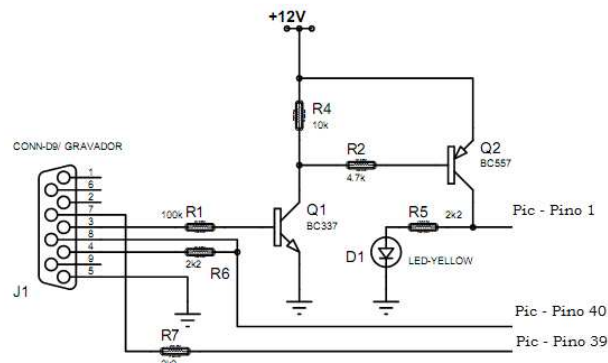 +12V
R4
10k
CONN-D9/ GRAVADOR
R2
4.7k
Q2
BC557
1
6
2
7
3
8
4
9
5
100k
R1
Q1
BC337
R5
2k2
Pic - Pino 1
2k2
R6
D1
LED-YELLOW
J1
Pic - Pino 40
R7
Pic - Pino 39